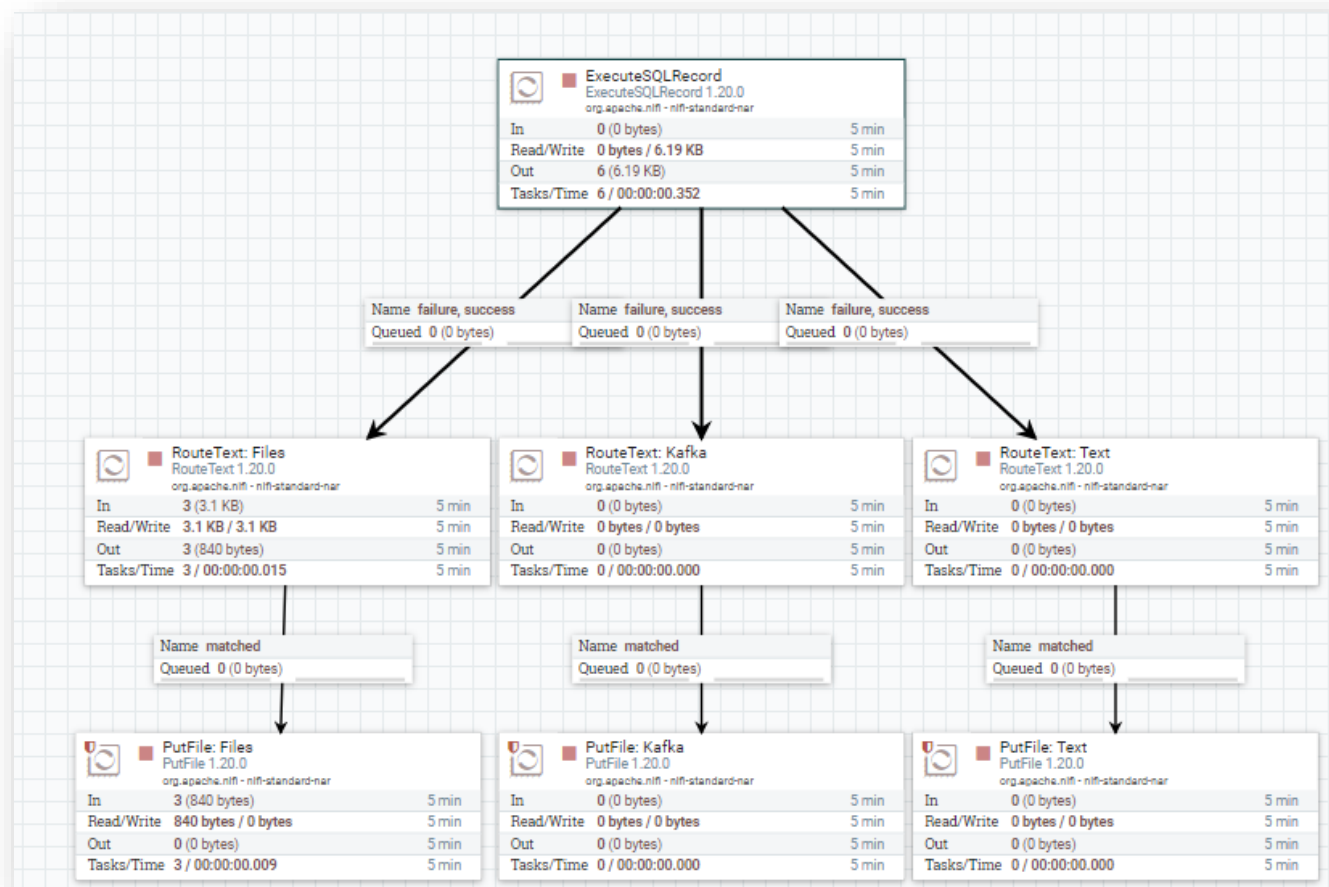 ExecuteSQLRecord
ExecuteSQLRecord 1.20.0
org.apache.nifi - nifi-standard-nar
In 0 (0 bytes) 5 min
Read/Write 0 bytes / 6.19 KB 5 min
Out 6 (6.19 KB) 5 min
Tasks/Time 6 / 00:00:00.352 5 min
Name failure, success
Queued 0 (0 bytes)
Name failure, success
Queued 0 (0 bytes)
Name failure, success
Queued 0 (0 bytes)
RouteText: Files
RouteText 1.20.0
org.apache.nifi - nifi-standard-nar
In 3 (3.1 KB) 5 min
Read/Write 3.1 KB / 3.1 KB 5 min
Out 3 (840 bytes) 5 min
Tasks/Time 3 / 00:00:00.015 5 min
RouteText: Kafka
RouteText 1.20.0
org.apache.nifi - nifi-standard-nar
In 0 (0 bytes) 5 min
Read/Write 0 bytes / 0 bytes 5 min
Out 0 (0 bytes) 5 min
Tasks/Time 0 / 00:00:00.000 5 min
RouteText: Text
RouteText 1.20.0
org.apache.nifi - nifi-standard-nar
In 0 (0 bytes) 5 min
Read/Write 0 bytes / 0 bytes 5 min
Out 0 (0 bytes) 5 min
Tasks/Time 0 / 00:00:00.000 5 min
Name matched
Queued 0 (0 bytes)
Name matched
Queued 0 (0 bytes)
Name matched
Queued 0 (0 bytes)
PutFile: Files
PutFile 1.20.0
org.apache.nifi - nifi-standard-nar
In 3 (840 bytes) 5 min
Read/Write 840 bytes / 0 bytes 5 min
Out 0 (0 bytes) 5 min
Tasks/Time 3 / 00:00:00.009 5 min
PutFile: Kafka
PutFile 1.20.0
org.apache.nifi - nifi-standard-nar
In 0 (0 bytes) 5 min
Read/Write 0 bytes / 0 bytes 5 min
Out 0 (0 bytes) 5 min
Tasks/Time 0 / 00:00:00.000 5 min
PutFile: Text
PutFile 1.20.0
org.apache.nifi - nifi-standard-nar
In 0 (0 bytes) 5 min
Read/Write 0 bytes / 0 bytes 5 min
Out 0 (0 bytes) 5 min
Tasks/Time 0 / 00:00:00.000 5 min